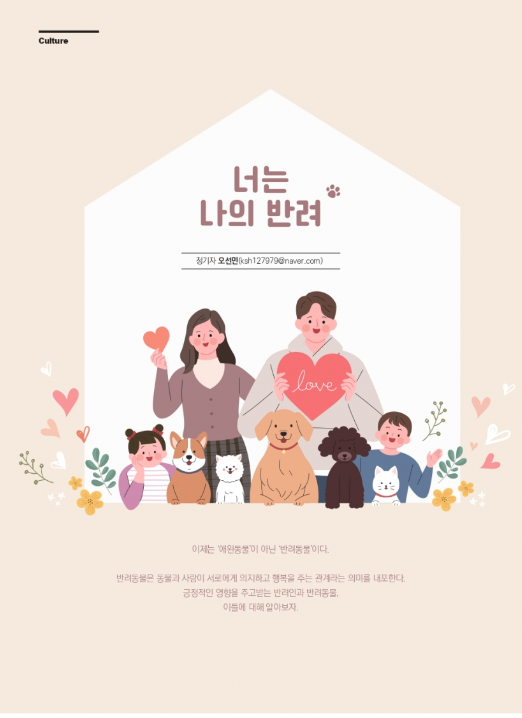 Culture
너는
나의 반려
정기자 오선민(ksh127979@naver.com)
love
이제는 '애완동물'이 아닌 '반려동물'이다.
반려동물은 동물과 사람이 서로에게 의지하고 행복을 주는 관계라는 의미를 내포한다.
긍정적인 영향을 주고받는 반려인과 반려동물,
이들에 대해 알아보자.